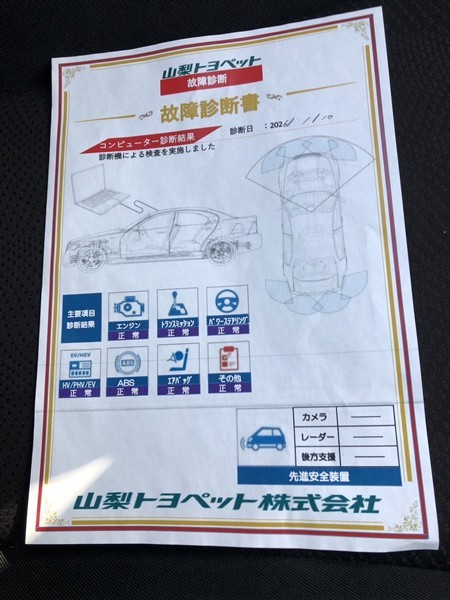 山梨トヨペット
故障診断
故障診断書
コンピューター診断結果
診断機による検査を実施しました
診断日 : 202
主要項目
診断結果
エンジン
正常
トランスミッション
正常
パワーステアリング
正常
EV/HEV
HV/PHV/EV
正常
ABS
ABS
正常
エアバッグ
正常
その他
正常
カメラ ―
レーダー ―
後方支援 ―
先進安全装置
山梨トヨペット株式会社